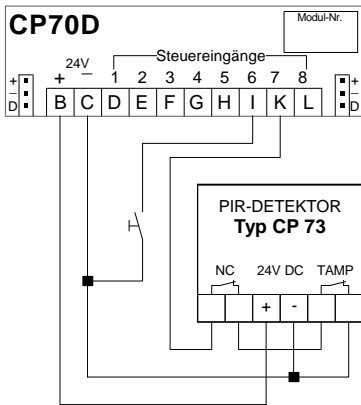 CP70D
Modul-Nr.
24V
Steuereingänge
+ − 1 2 3 4 5 6 7 8
+
−
D
B C D E F G H I K L
+
−
D
PIR-DETEKTOR
Typ CP 73
NC 24V DC TAMP
+ -